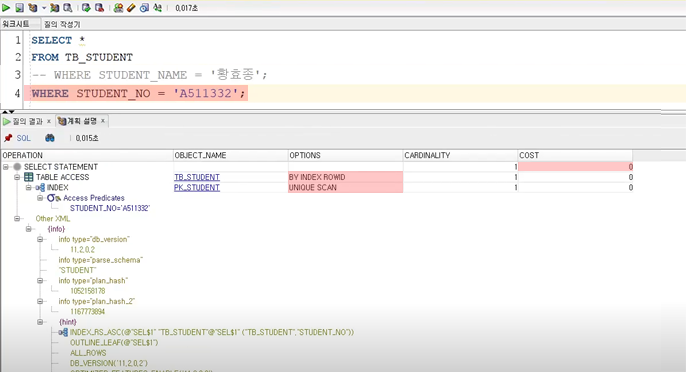 0,017초
워크시트 질의 작성기
1 SELECT *
2 FROM TB_STUDENT
3 -- WHERE STUDENT_NAME = '황효종';
4 WHERE STUDENT_NO = 'A511332';
질의 결과 × 계획 설명 ×
SQL 0,015초
OPERATION OBJECT_NAME OPTIONS CARDINALITY COST
SELECT STATEMENT 1 0
TABLE ACCESS TB_STUDENT BY INDEX ROWID 1 0
INDEX PK_STUDENT UNIQUE SCAN 1 0
Access Predicates
STUDENT_NO='A511332'
Other XML
{info}
info type="db_version"
11,2,0,2
info type="parse_schema"
"STUDENT"
info type="plan_hash"
1052158178
info type="plan_hash_2"
1167773894
{hint}
INDEX_RS_ASC(@"SEL$1" "TB_STUDENT"@"SEL$1" ("TB_STUDENT","STUDENT_NO"))
OUTLINE_LEAF(@"SEL$1")
ALL_ROWS
DB_VERSION('11,2,0,2')